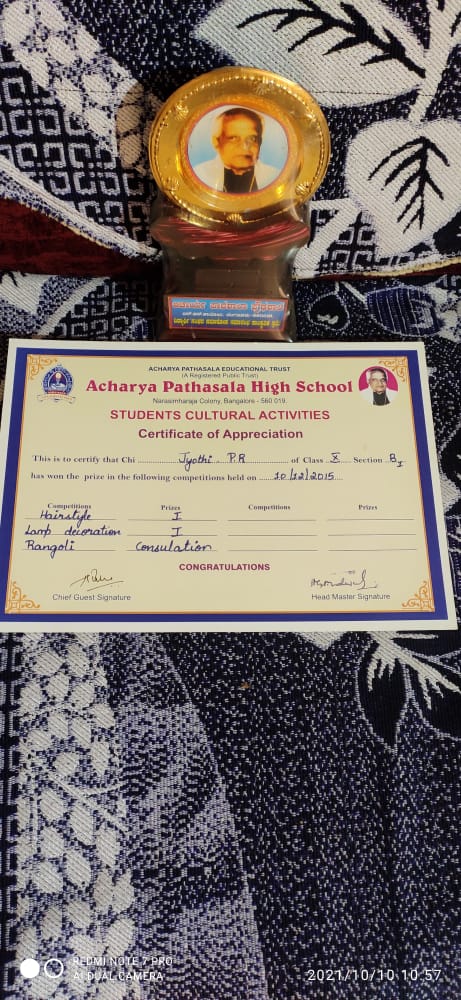 ACHARYA PATHASALA EDUCATIONAL TRUST
(A Registered Public Trust)
Acharya Pathasala High School
Narasimharaja Colony, Bangalore - 560 019.
STUDENTS CULTURAL ACTIVITIES
Certificate of Appreciation
This is to certify that Chi Jyothi. P.R of Class X Section B I
has won the prize in the following competitions held on 10/12/2015
Competitions Prizes Competitions Prizes
Hairstyle I
Lamp decoration I
Rangoli Consulation
CONGRATULATIONS
Chief Guest Signature Head Master Signature
REDMI NOTE 7 PRO
AI DUAL CAMERA
2021/10/10 10:57